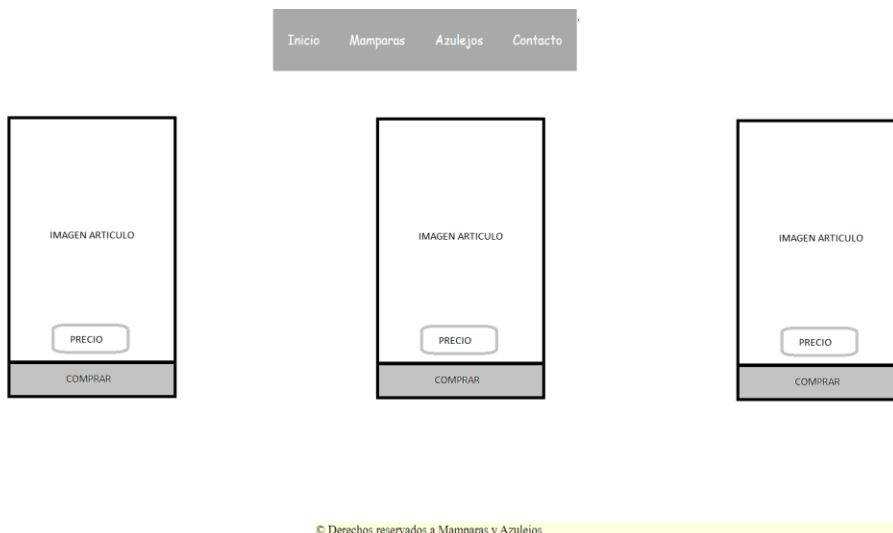 Inicio Mamparas Azulejos Contacto
IMAGEN ARTICULO IMAGEN ARTICULO IMAGEN ARTICULO
PRECIO PRECIO PRECIO
COMPRAR COMPRAR COMPRAR
© Derechos reservados a Mamparas y Azulejos